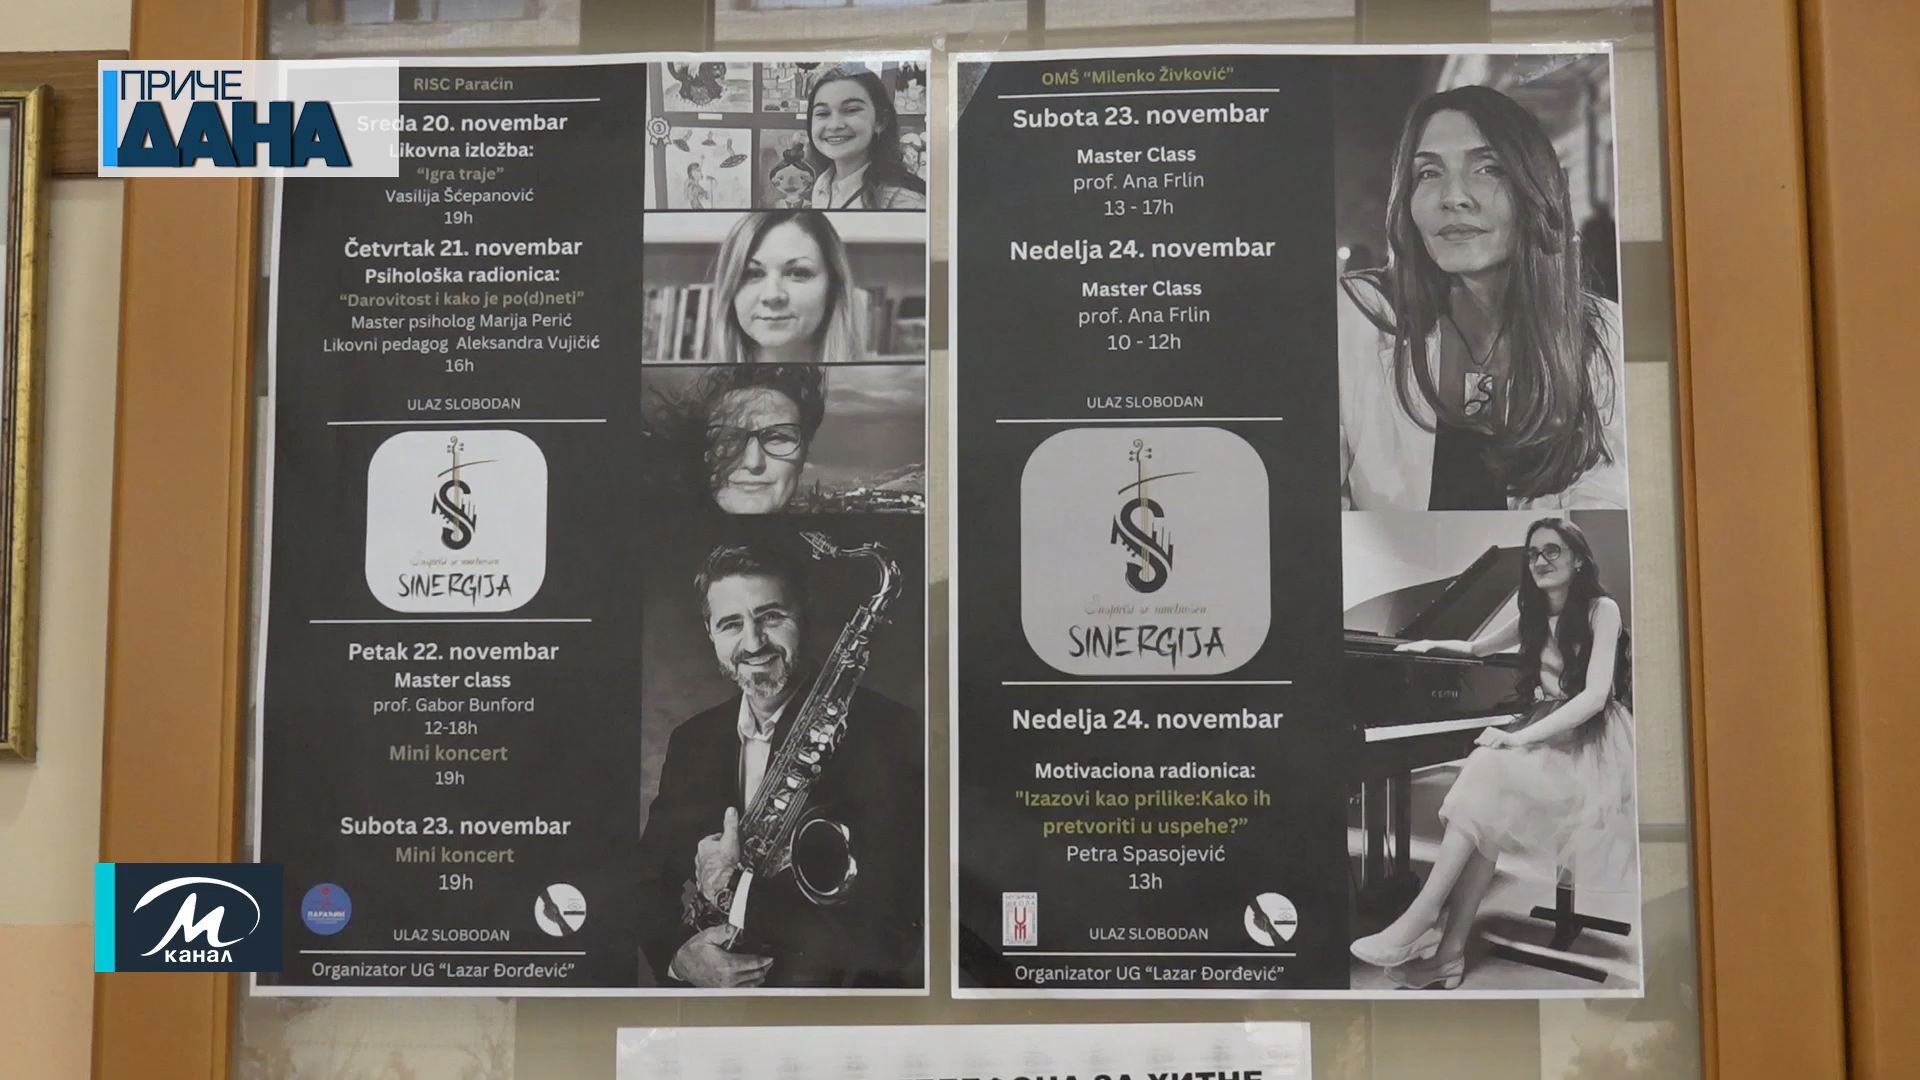 ПРИЧЕ
ДАНА
RISC Paraćin
Sreda 20. novembar
Likovna izložba:
“Igra traje”
Vasilija Šćepanović
19h
Četvrtak 21. novembar
Psihološka radionica:
“Darovitost i kako je po(d)neti”
Master psiholog Marija Perić
Likovni pedagog Aleksandra Vujičić
16h
ULAZ SLOBODAN
SINERGIJA
Petak 22. novembar
Master class
prof. Gabor Bunford
12-18h
Mini koncert
19h
Subota 23. novembar
Mini koncert
19h
ПАРАЋИН
ULAZ SLOBODAN
Organizator UG “Lazar Đorđević”
OMŠ “Milenko Živković”
Subota 23. novembar
Master Class
prof. Ana Frlin
13 - 17h
Nedelja 24. novembar
Master Class
prof. Ana Frlin
10 - 12h
ULAZ SLOBODAN
SINERGIJA
Nedelja 24. novembar
Motivaciona radionica:
"Izazovi kao prilike:Kako ih
pretvoriti u uspehe?”
Petra Spasojević
13h
ULAZ SLOBODAN
Organizator UG “Lazar Đorđević”
М
канал
ЗА ХИТНЕ